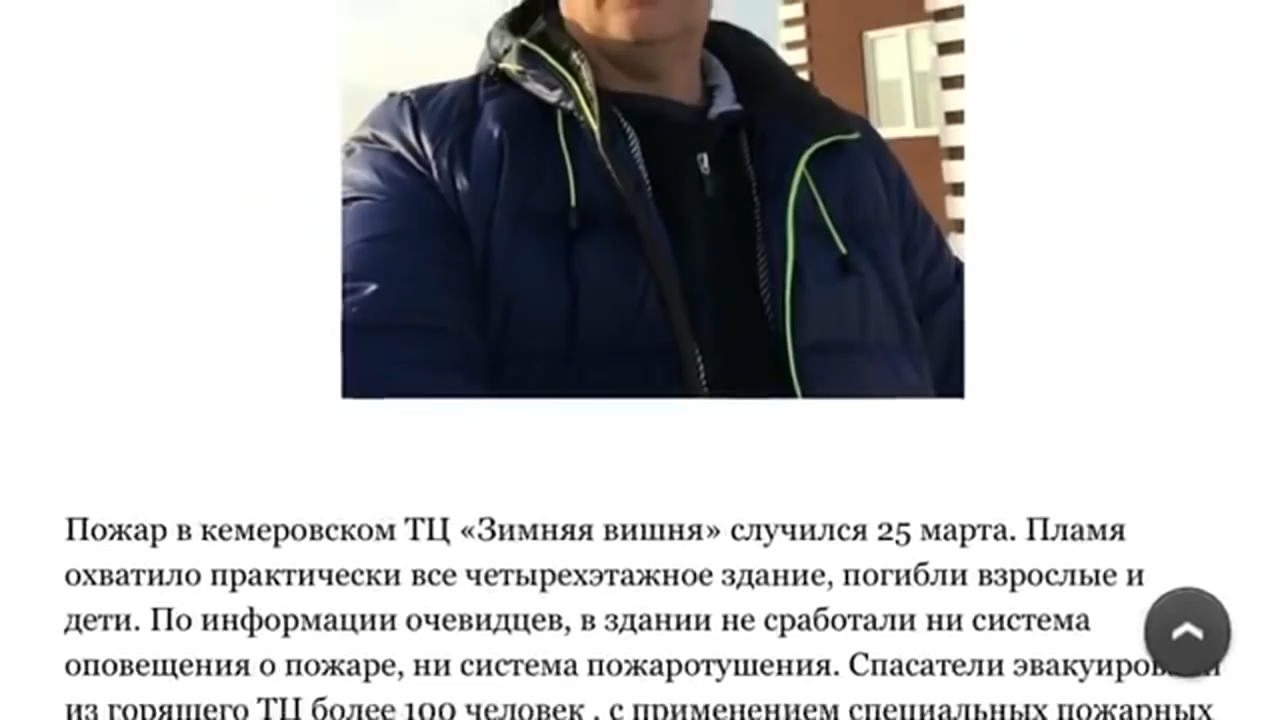 Пожар в кемеровском ТЦ «Зимняя вишня» случился 25 марта. Пламя
охватило практически все четырехэтажное здание, погибли взрослые и
дети. По информации очевидцев, в здании не сработали ни система
оповещения о пожаре, ни система пожаротушения. Спасатели
из горящего ТЦ более 100 человек , с применением специальных пожарных